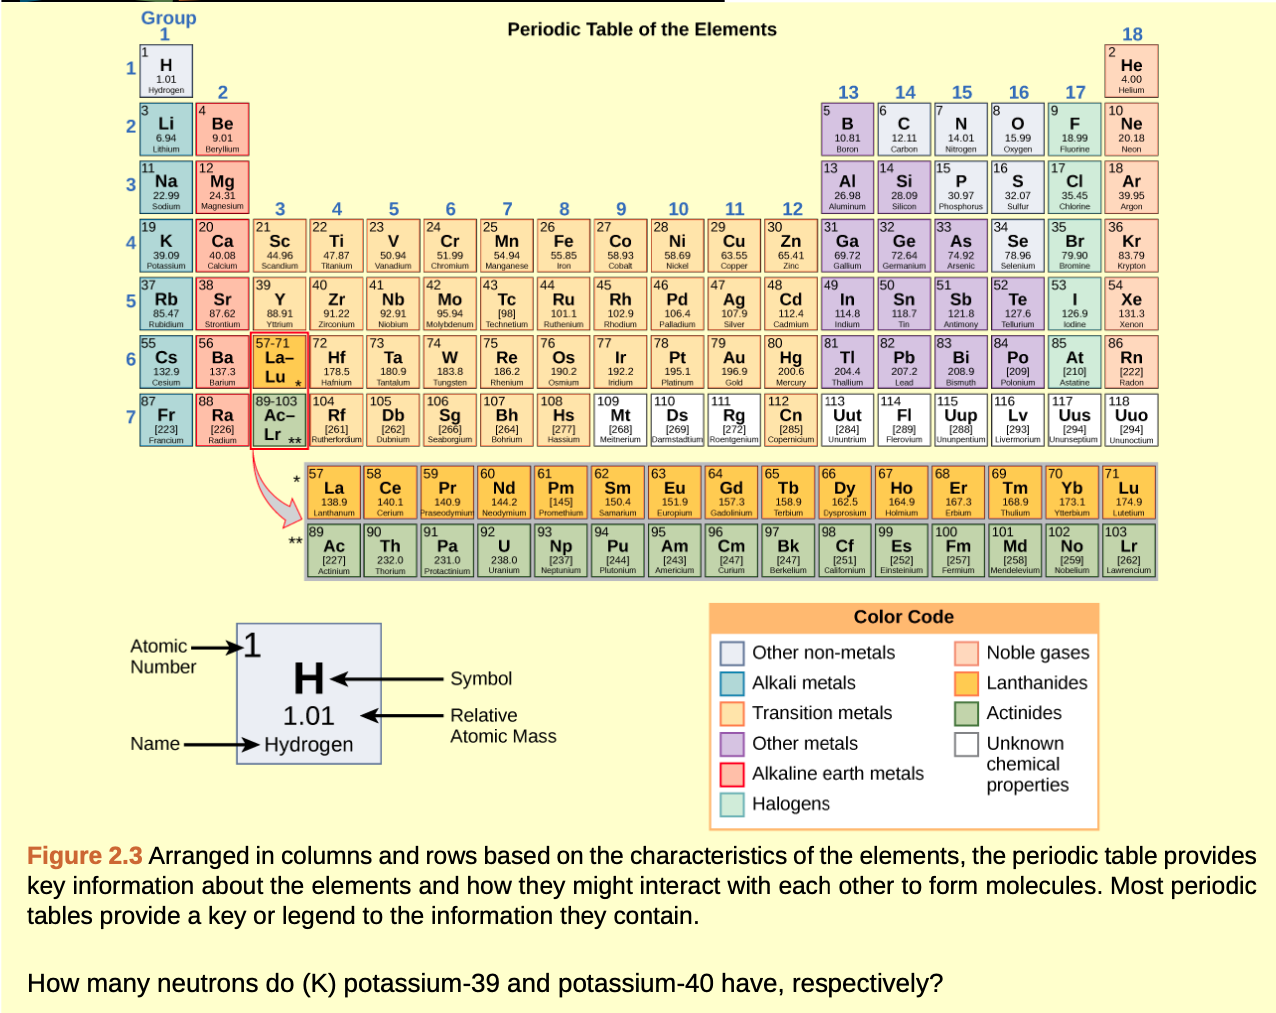 Periodic Table of the Elements
Group
1 18
1 H 1.01 Hydrogen
2 He 4.00 Helium
1
2 13 14 15 16 17
2
3 Li 6.94 Lithium
4 Be 9.01 Beryllium
5 B 10.81 Boron
6 C 12.11 Carbon
7 N 14.01 Nitrogen
8 O 15.99 Oxygen
9 F 18.99 Fluorine
10 Ne 20.18 Neon
3
11 Na 22.99 Sodium
12 Mg 24.31 Magnesium
13 Al 26.98 Aluminum
14 Si 28.09 Silicon
15 P 30.97 Phosphorus
16 S 32.07 Sulfur
17 Cl 35.45 Chlorine
18 Ar 39.95 Argon
3 4 5 6 7 8 9 10 11 12
4
19 K 39.09 Potassium
20 Ca 40.08 Calcium
21 Sc 44.96 Scandium
22 Ti 47.87 Titanium
23 V 50.94 Vanadium
24 Cr 51.99 Chromium
25 Mn 54.94 Manganese
26 Fe 55.85 Iron
27 Co 58.93 Cobalt
28 Ni 58.69 Nickel
29 Cu 63.55 Copper
30 Zn 65.41 Zinc
31 Ga 69.72 Gallium
32 Ge 72.64 Germanium
33 As 74.92 Arsenic
34 Se 78.96 Selenium
35 Br 79.90 Bromine
36 Kr 83.79 Krypton
5
37 Rb 85.47 Rubidium
38 Sr 87.62 Strontium
39 Y 88.91 Yttrium
40 Zr 91.22 Zirconium
41 Nb 92.91 Niobium
42 Mo 95.94 Molybdenum
43 Tc [98] Technetium
44 Ru 101.1 Ruthenium
45 Rh 102.9 Rhodium
46 Pd 106.4 Palladium
47 Ag 107.9 Silver
48 Cd 112.4 Cadmium
49 In 114.8 Indium
50 Sn 118.7 Tin
51 Sb 121.8 Antimony
52 Te 127.6 Tellurium
53 I 126.9 Iodine
54 Xe 131.3 Xenon
6
55 Cs 132.9 Cesium
56 Ba 137.3 Barium
57-71 La– Lu *
72 Hf 178.5 Hafnium
73 Ta 180.9 Tantalum
74 W 183.8 Tungsten
75 Re 186.2 Rhenium
76 Os 190.2 Osmium
77 Ir 192.2 Iridium
78 Pt 195.1 Platinum
79 Au 196.9 Gold
80 Hg 200.6 Mercury
81 Tl 204.4 Thallium
82 Pb 207.2 Lead
83 Bi 208.9 Bismuth
84 Po [209] Polonium
85 At [210] Astatine
86 Rn [222] Radon
7
87 Fr [223] Francium
88 Ra [226] Radium
89-103 Ac– Lr **
104 Rf [261] Rutherfordium
105 Db [262] Dubnium
106 Sg [266] Seaborgium
107 Bh [264] Bohrium
108 Hs [277] Hassium
109 Mt [268] Meitnerium
110 Ds [269] Darmstadtium
111 Rg [272] Roentgenium
112 Cn [285] Copernicium
113 Uut [284] Ununtrium
114 Fl [289] Flerovium
115 Uup [288] Ununpentium
116 Lv [293] Livermorium
117 Uus [294] Ununseptium
118 Uuo [294] Ununoctium
*
57 La 138.9 Lanthanum
58 Ce 140.1 Cerium
59 Pr 140.9 Praseodymium
60 Nd 144.2 Neodymium
61 Pm [145] Promethium
62 Sm 150.4 Samarium
63 Eu 151.9 Europium
64 Gd 157.3 Gadolinium
65 Tb 158.9 Terbium
66 Dy 162.5 Dysprosium
67 Ho 164.9 Holmium
68 Er 167.3 Erbium
69 Tm 168.9 Thulium
70 Yb 173.1 Ytterbium
71 Lu 174.9 Lutetium
**
89 Ac [227] Actinium
90 Th 232.0 Thorium
91 Pa 231.0 Protactinium
92 U 238.0 Uranium
93 Np [237] Neptunium
94 Pu [244] Plutonium
95 Am [243] Americium
96 Cm [247] Curium
97 Bk [247] Berkelium
98 Cf [251] Californium
99 Es [252] Einsteinium
100 Fm [257] Fermium
101 Md [258] Mendelevium
102 No [259] Nobelium
103 Lr [262] Lawrencium
Atomic
Number
1
H
1.01
Hydrogen
Symbol
Relative
Atomic Mass
Name
Color Code
Other non-metals
Alkali metals
Transition metals
Other metals
Alkaline earth metals
Halogens
Noble gases
Lanthanides
Actinides
Unknown
chemical
properties
Figure 2.3 Arranged in columns and rows based on the characteristics of the elements, the periodic table provides
key information about the elements and how they might interact with each other to form molecules. Most periodic
tables provide a key or legend to the information they contain.
How many neutrons do (K) potassium-39 and potassium-40 have, respectively?